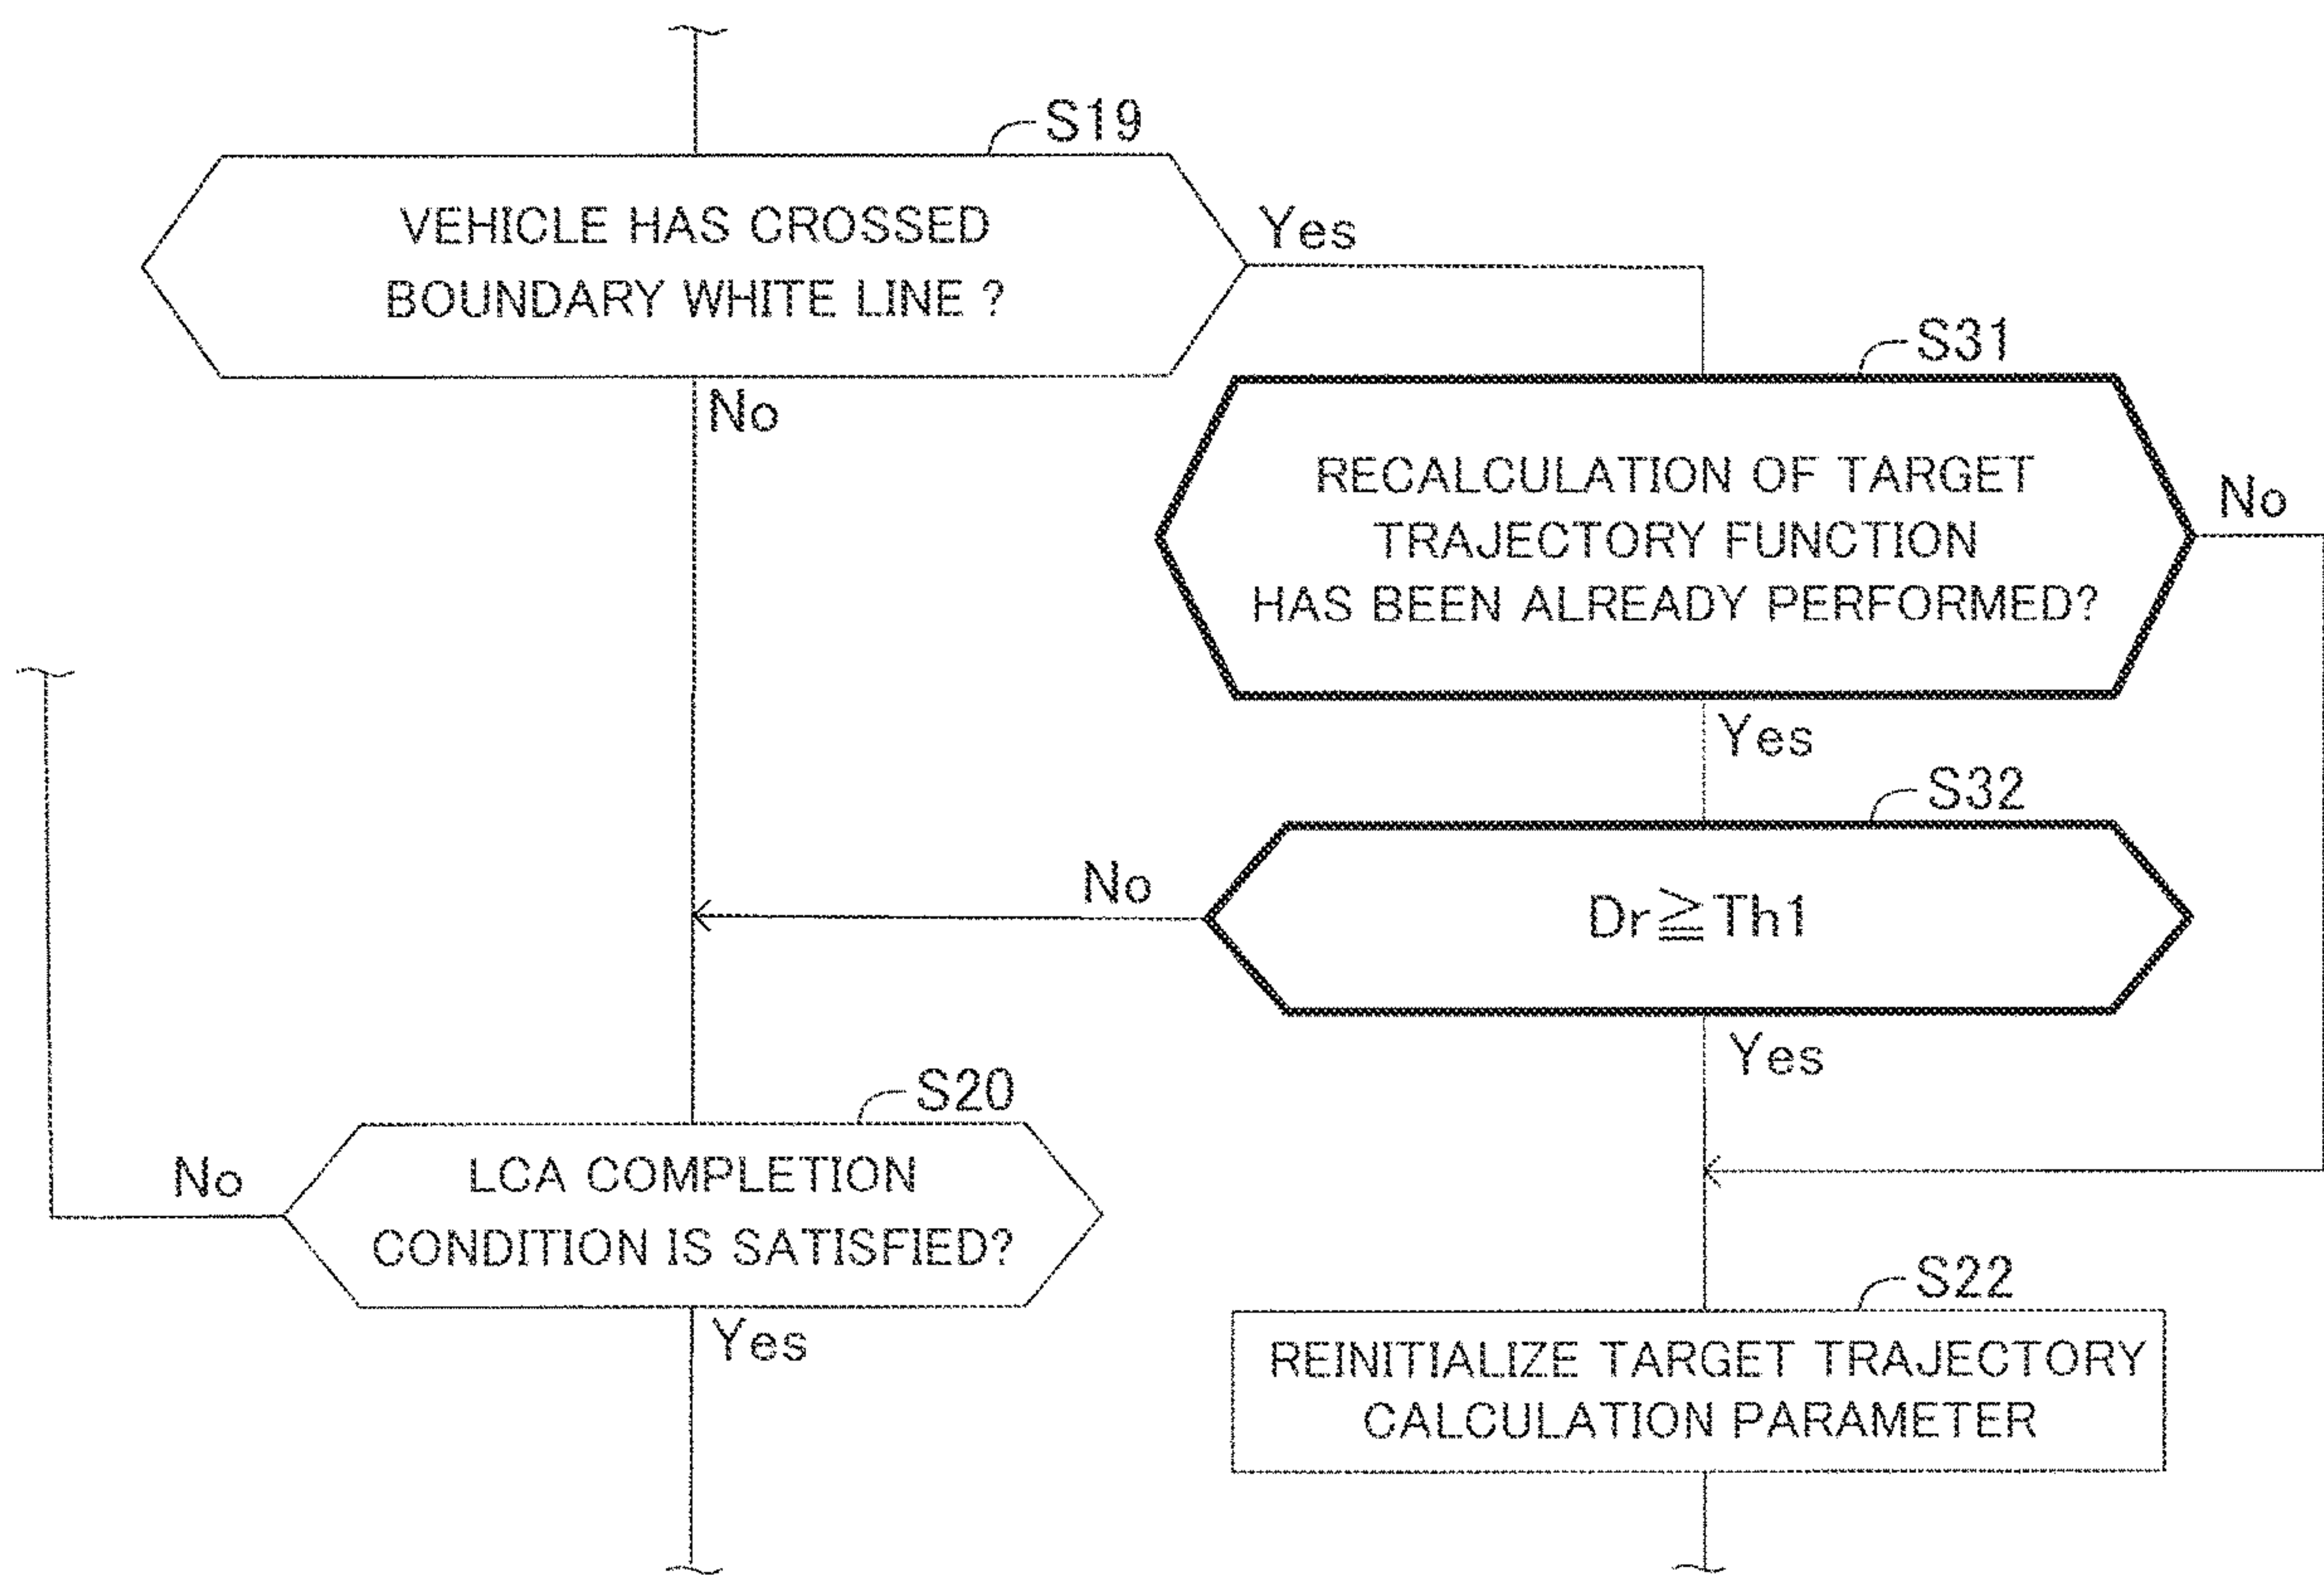 S19
VEHICLE HAS CROSSED
BOUNDARY WHITE LINE ?
Yes
No
S31
RECALCULATION OF TARGET
TRAJECTORY FUNCTION
HAS BEEN ALREADY PERFORMED?
No
Yes
S32
Dr≧Th1
No
Yes
S20
LCA COMPLETION
CONDITION IS SATISFIED?
No
Yes
S22
REINITIALIZE TARGET TRAJECTORY
CALCULATION PARAMETER